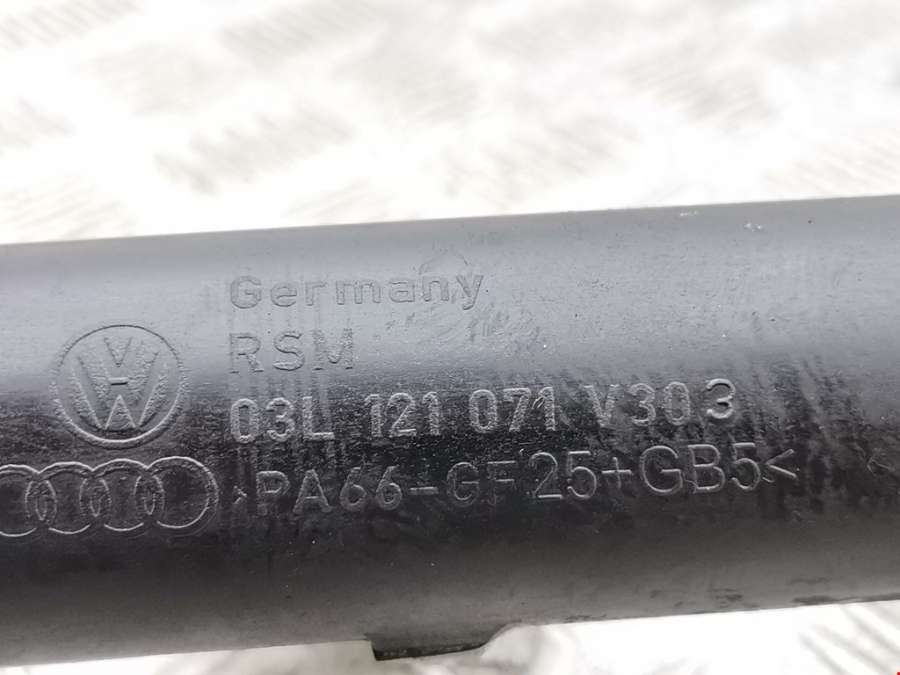 Germany
RSM
03L 121 071 V303
>PA66-GF25+GB5<